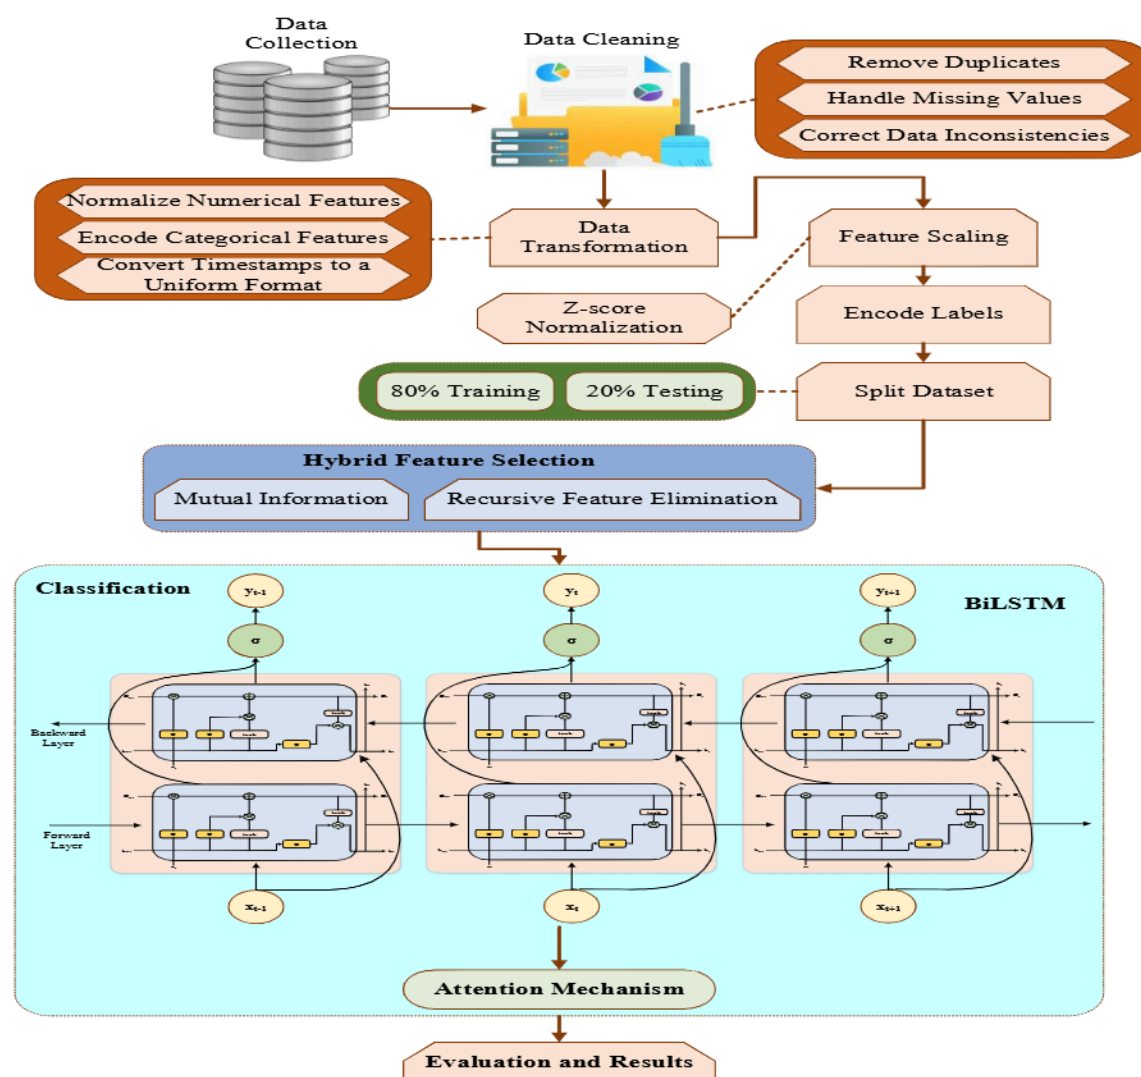 Data
Collection
Data Cleaning
Remove Duplicates
Handle Missing Values
Correct Data Inconsistencies
Normalize Numerical Features
Encode Categorical Features
Convert Timestamps to a
Uniform Format
Data
Transformation
Feature Scaling
Z-score
Normalization
Encode Labels
80% Training
20% Testing
Split Dataset
Hybrid Feature Selection
Mutual Information
Recursive Feature Elimination
Classification
BiLSTM
yt-1
yt
yt+1
σ
σ
σ
Backward
Layer
Forward
Layer
xt-1
xt
xt+1
Attention Mechanism
Evaluation and Results